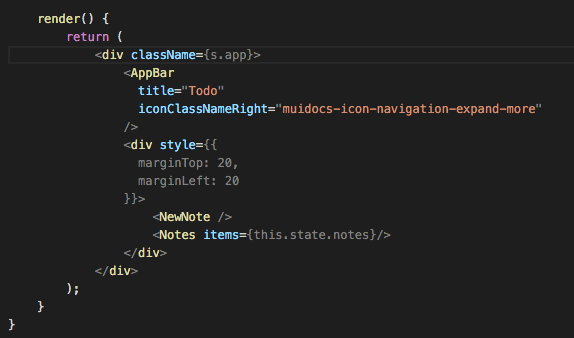 render() {
return (
<div className={s.app}>
<AppBar
title="Todo"
iconClassNameRight="muidocs-icon-navigation-expand-more"
/>
<div style={{
marginTop: 20,
marginLeft: 20
}}>
<NewNote />
<Notes items={this.state.notes}/>
</div>
</div>
);
}
}